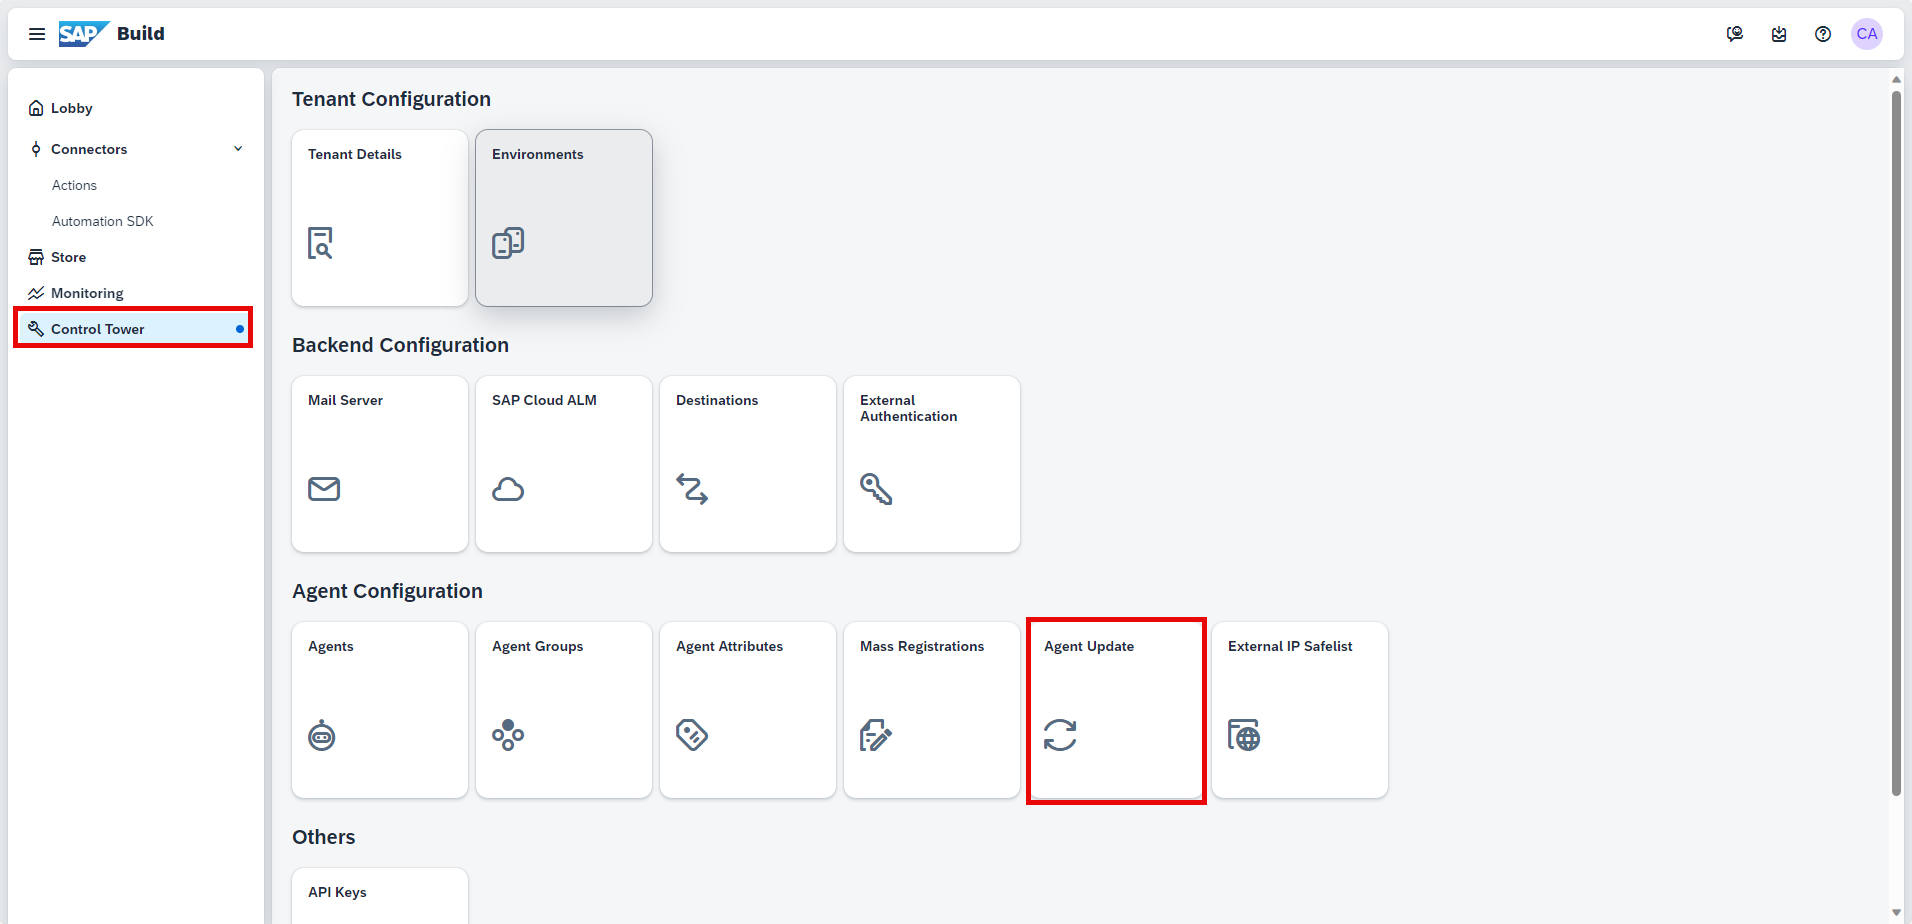 SAP Build
CA
Lobby
Connectors
Actions
Automation SDK
Store
Monitoring
Control Tower
Tenant Configuration
Tenant Details
Environments
Backend Configuration
Mail Server
SAP Cloud ALM
Destinations
External
Authentication
Agent Configuration
Agents
Agent Groups
Agent Attributes
Mass Registrations
Agent Update
External IP Safelist
Others
API Keys